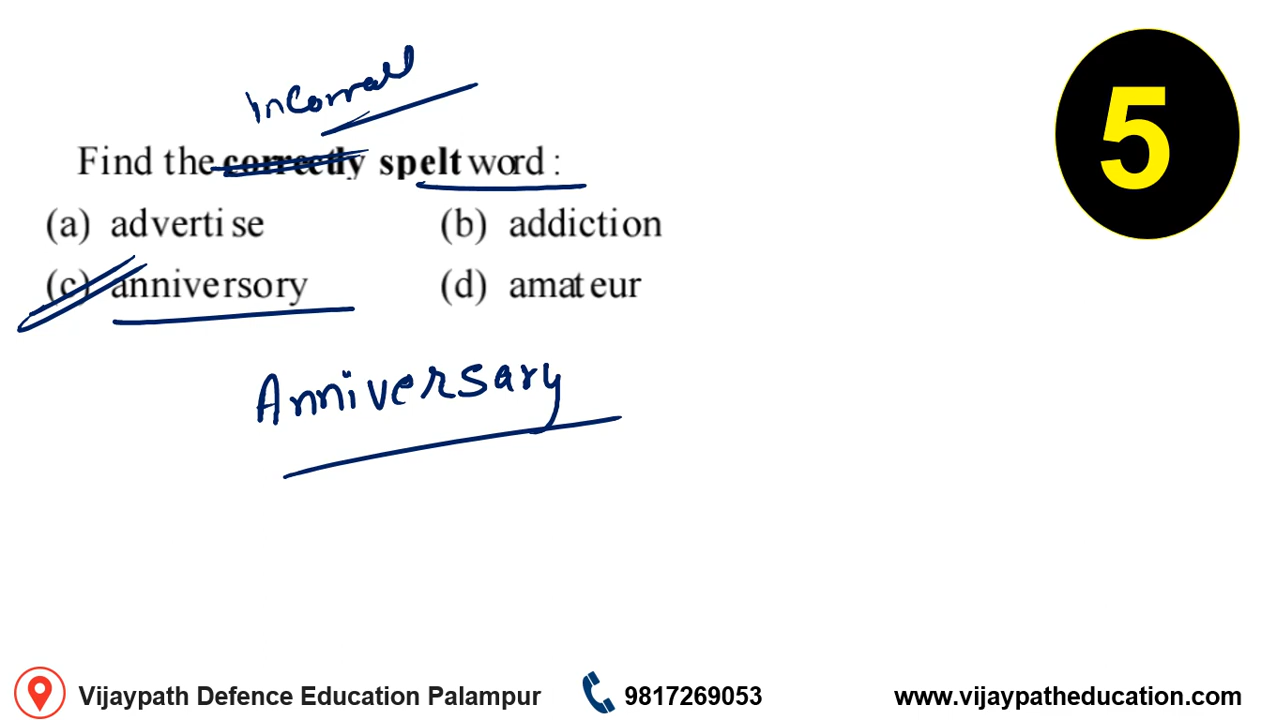 Incorrect
5
Find the correctly spelt word :
(a) advertise (b) addiction
(c) anniversory (d) amateur
Anniversary
Vijaypath Defence Education Palampur 9817269053 www.vijaypatheducation.com